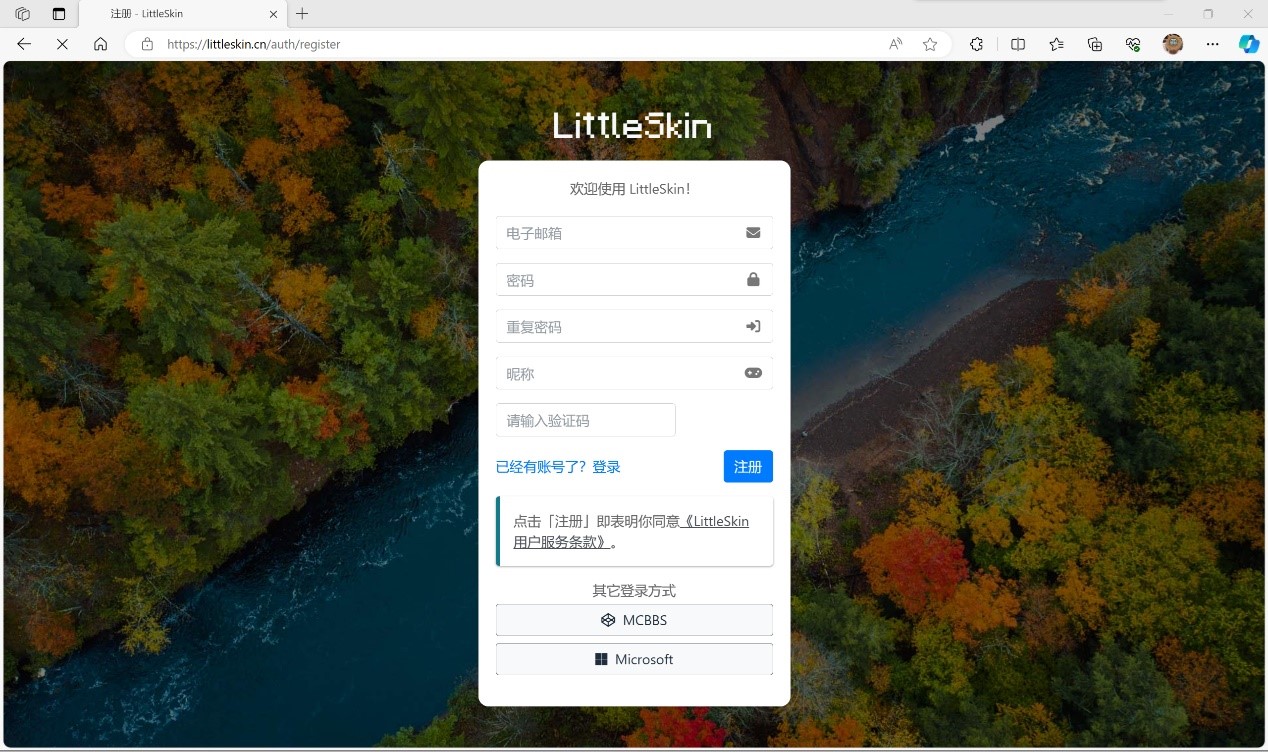 注册 - LittleSkin
https://littleskin.cn/auth/register
LittleSkin
欢迎使用 LittleSkin！
电子邮箱
密码
重复密码
昵称
请输入验证码
已经有账号了？登录
注册
点击「注册」即表明你同意《LittleSkin
用户服务条款》。
其它登录方式
MCBBS
Microsoft